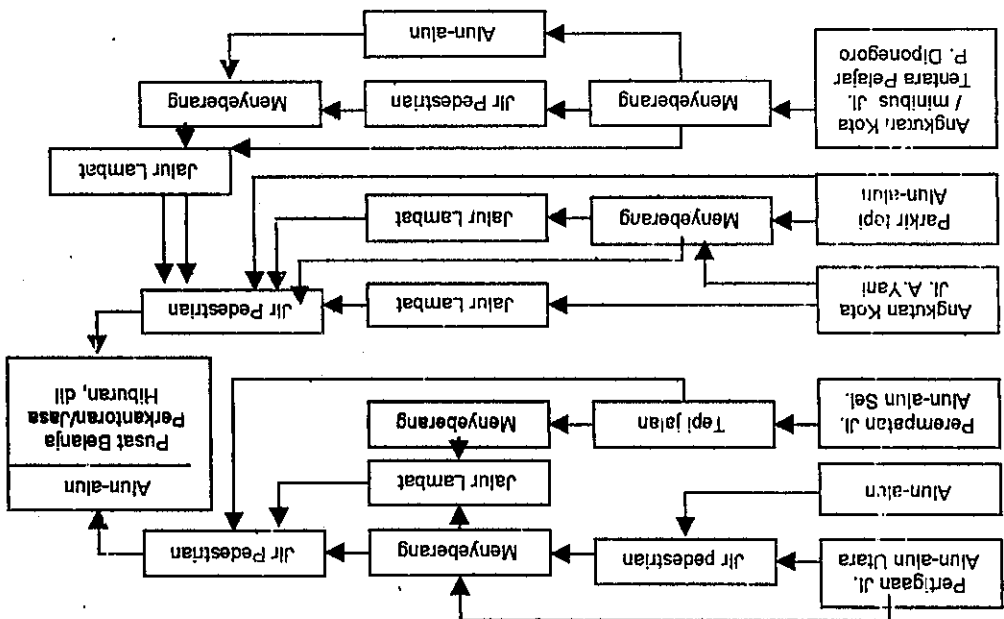 Pertigaan Jl.
Alun-alun Utara
Jlr pedestrian
Menyeberang
Jlr Pedestrian
Alun-alun
Jalur Lambat
Alun-alun
Perempatan Jl.
Alun-alun Sel.
Tepi jalan
Menyeberang
Pusat Belanja
Perkantoran/Jasa
Hiburan, dll
Angkutan Kota
Jl. A.Yani
Jalur Lambat
Jlr Pedestrian
Parkir tepi
Alun-alun
Menyeberang
Jalur Lambat
Jalur Lambat
Angkutan Kota
/ minibus Jl.
Tentara Pelajar
P. Diponegoro
Menyeberang
Jlr Pedestrian
Menyeberang
Alun-alun